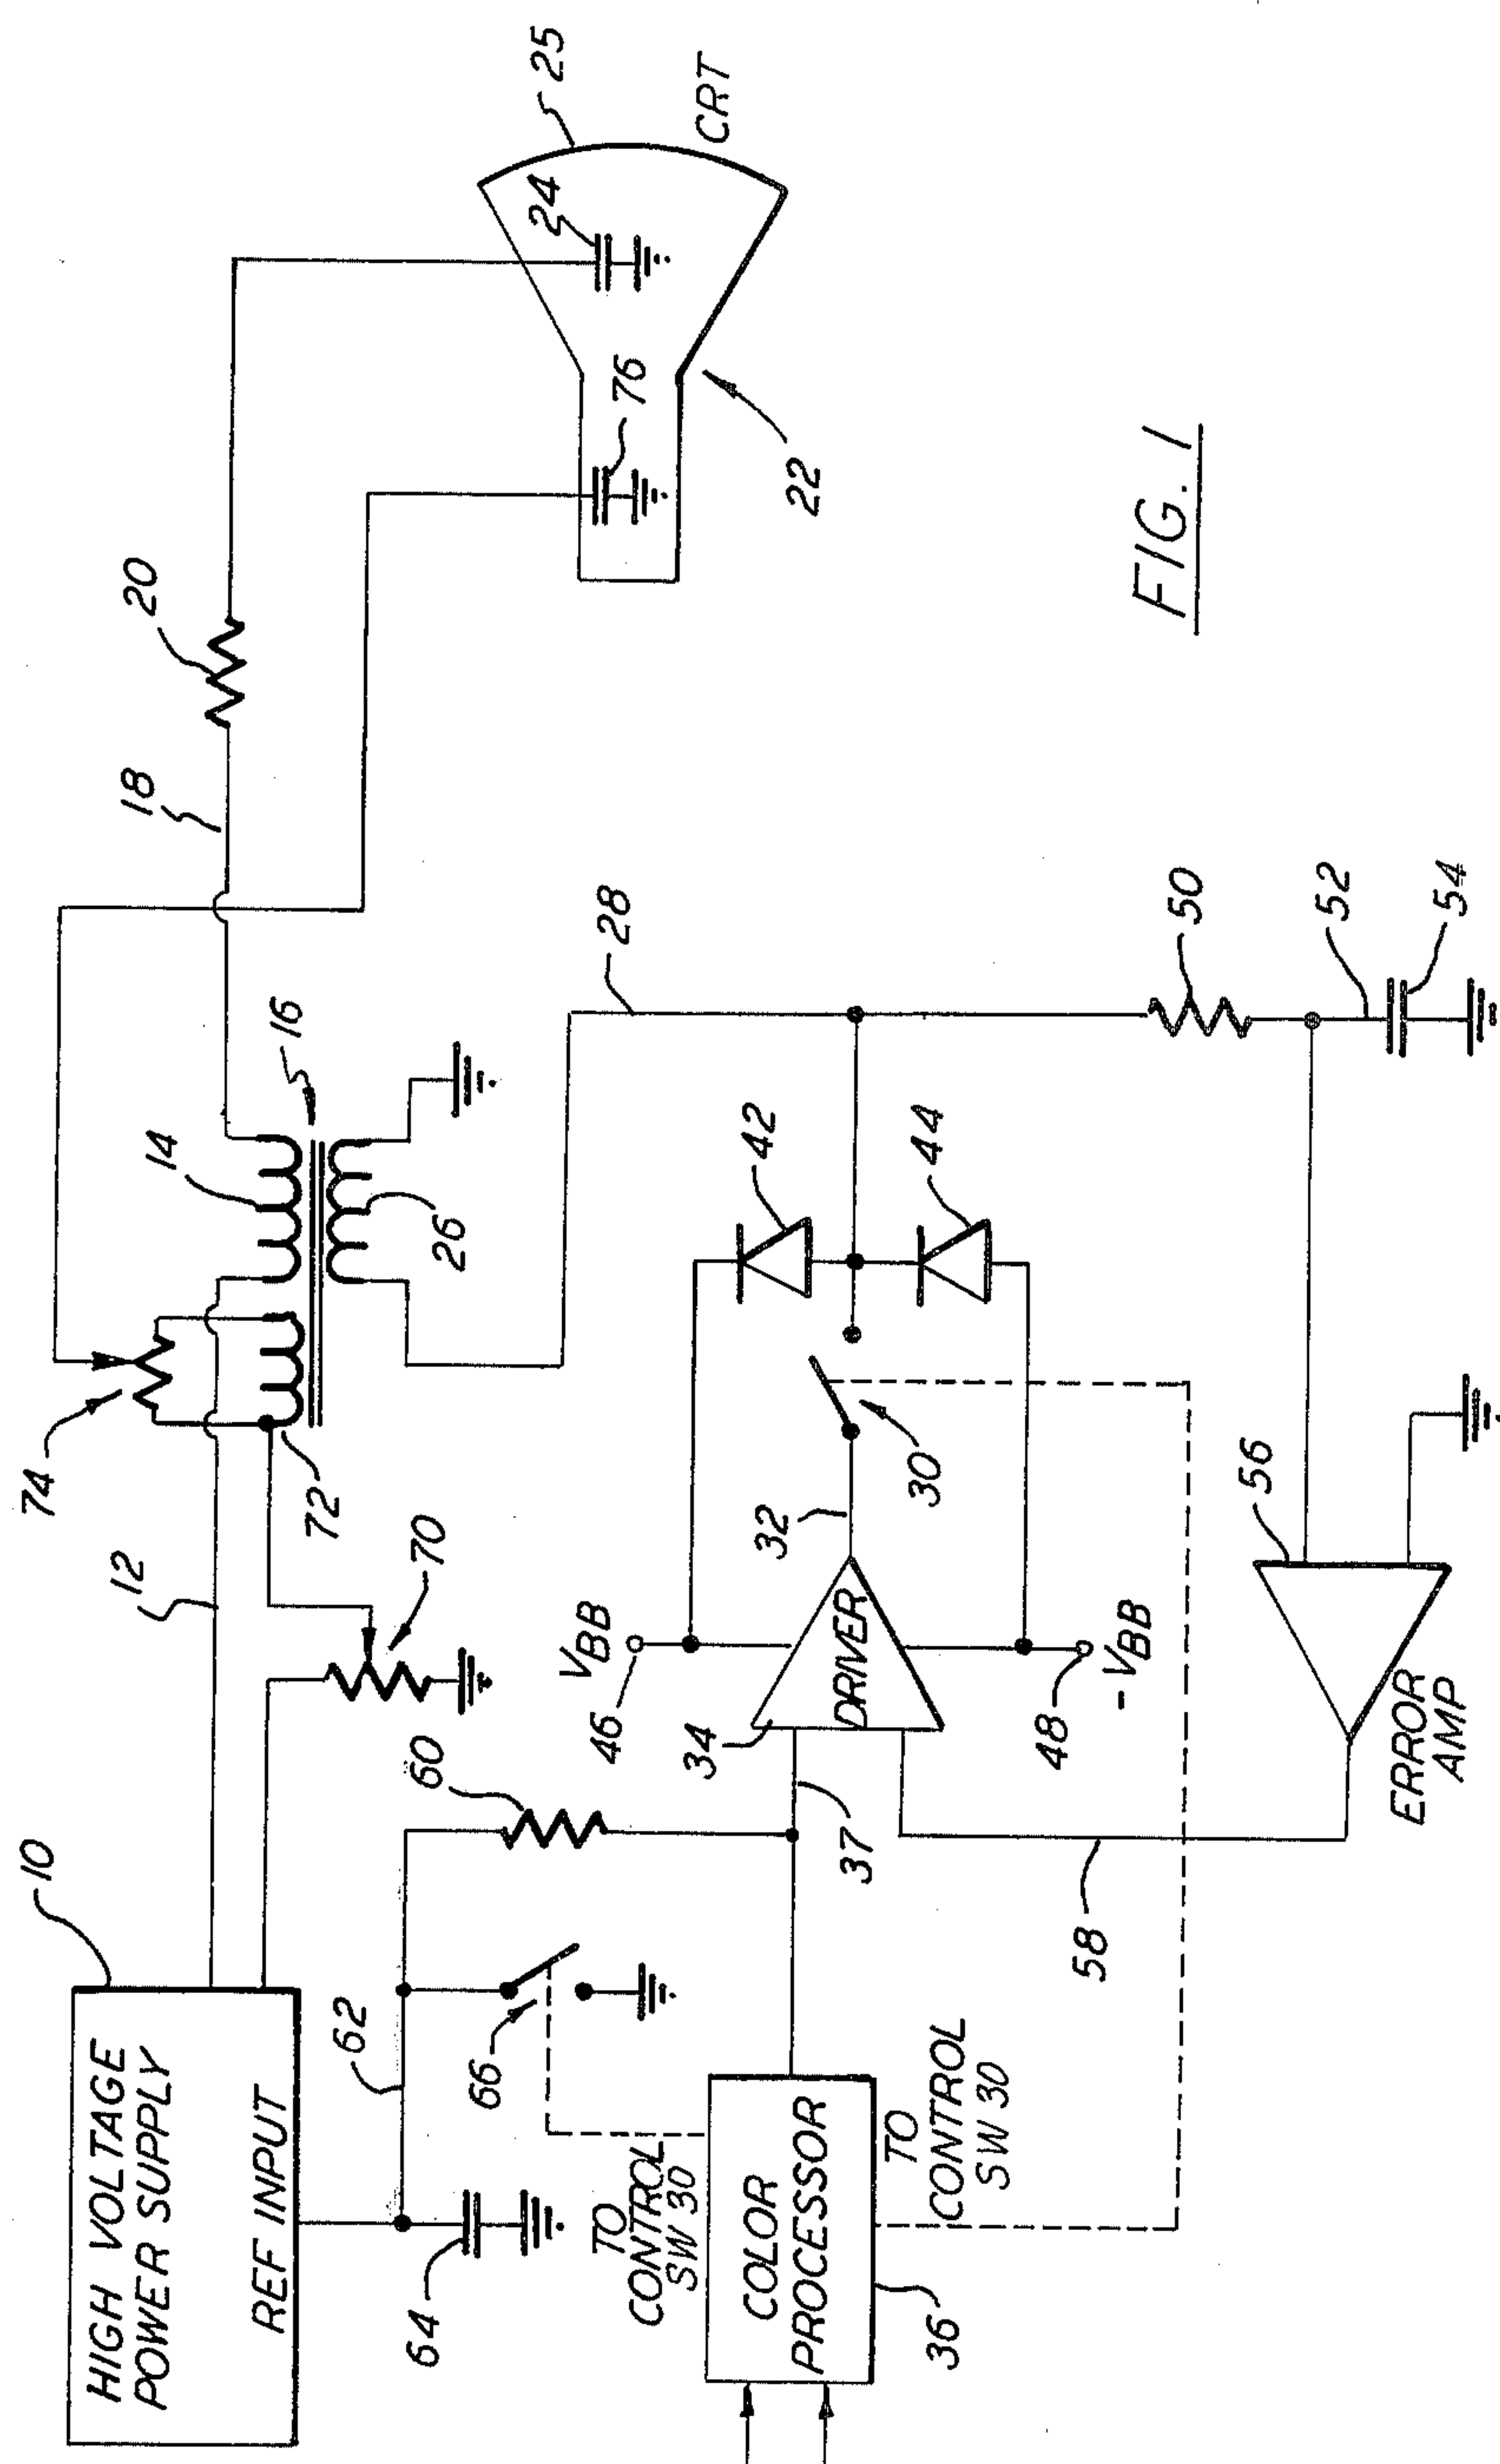 HIGH VOLTAGE
POWER SUPPLY
REF INPUT
10
12
14
16
18
20
22
24
25
CRT
76
74
72
70
26
28
60
62
64
66
TO
CONTROL
SW 30
COLOR
PROCESSOR
36
TO
CONTROL
SW 30
37
34
DRIVER
VBB
46
48
- VBB
32
30
42
44
50
52
54
56
58
ERROR
AMP
FIG. 1